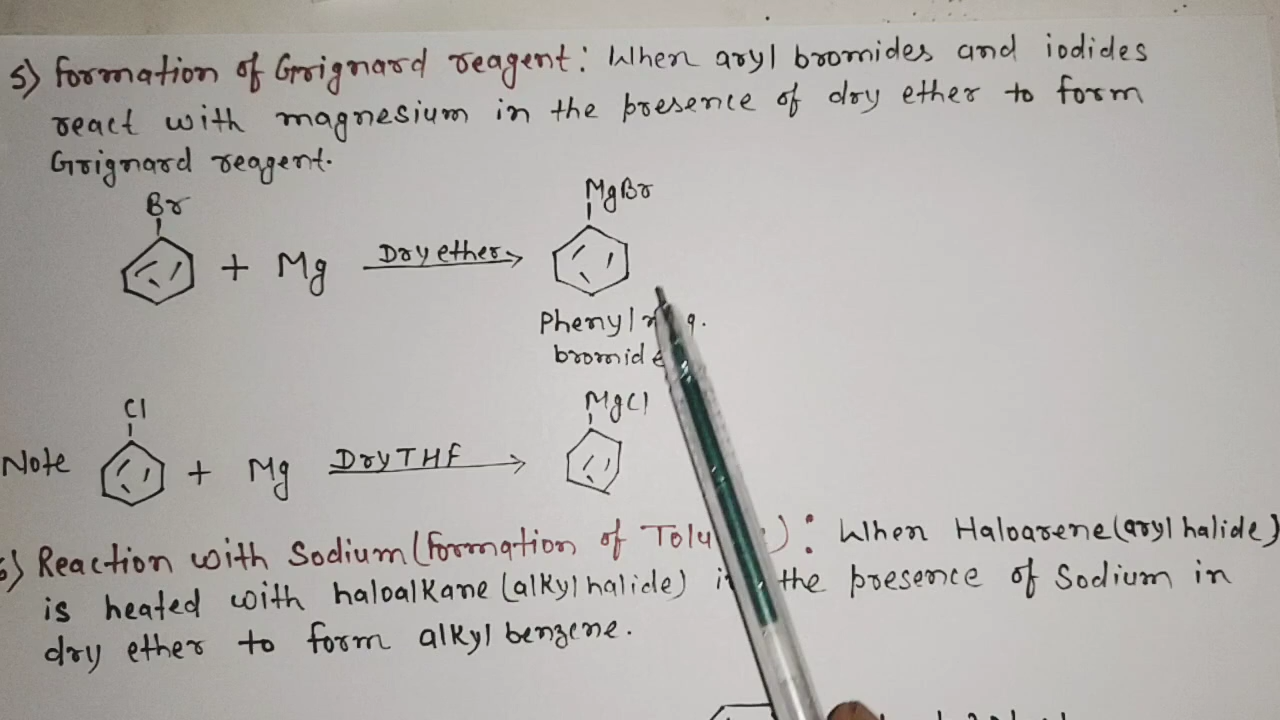 5) Formation of Grignard reagent: When aryl bromides and iodides
react with magnesium in the presence of dry ether to form
Grignard reagent.
Br
MgBr
+ Mg Dry ether
Phenyl
bromide
Cl
MgCl
Note + Mg Dry THF
6) Reaction with Sodium (Formation of Tolu): When Haloarene (aryl halide)
is heated with haloalkane (alkyl halide) the presence of Sodium in
dry ether to form alkyl benzene.